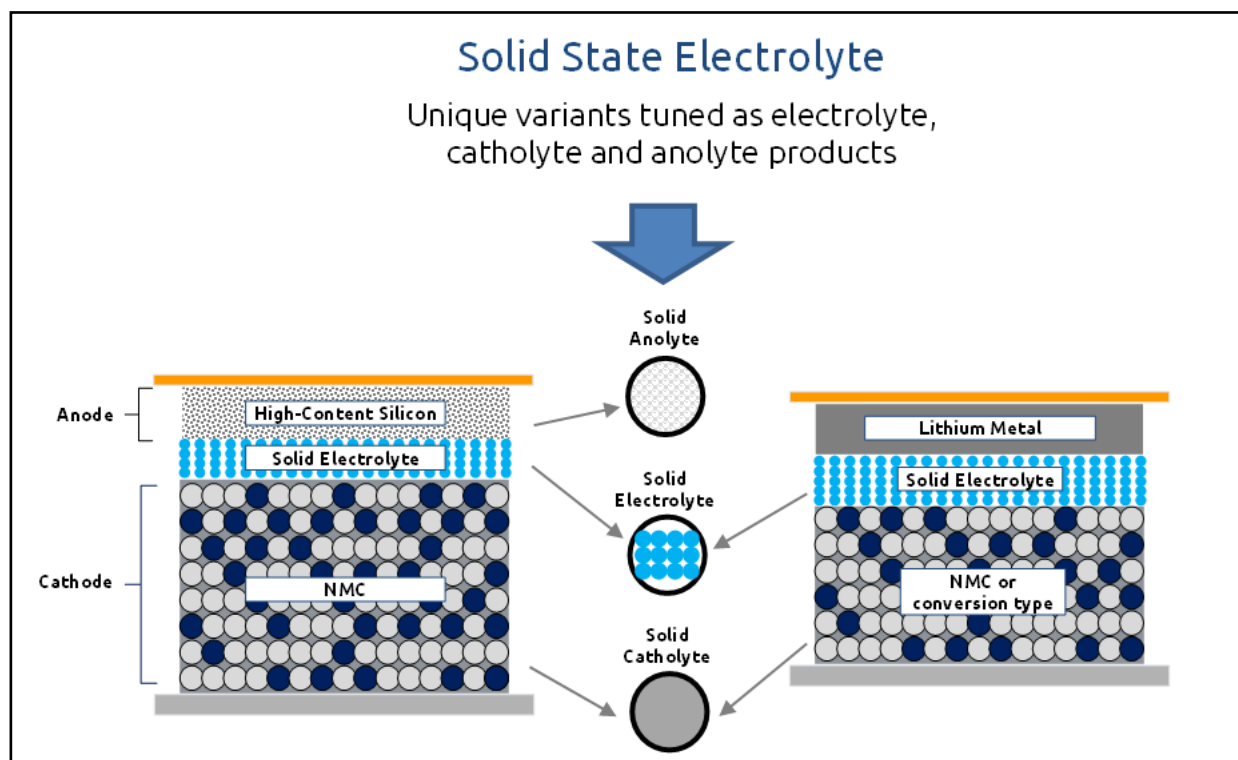 Solid State Electrolyte
Unique variants tuned as electrolyte,
catholyte and anolyte products
Solid
Anolyte
Anode
High-Content Silicon
Solid Electrolyte
Lithium Metal
Solid Electrolyte
Solid
Electrolyte
Cathode
NMC
NMC or
conversion type
Solid
Catholyte